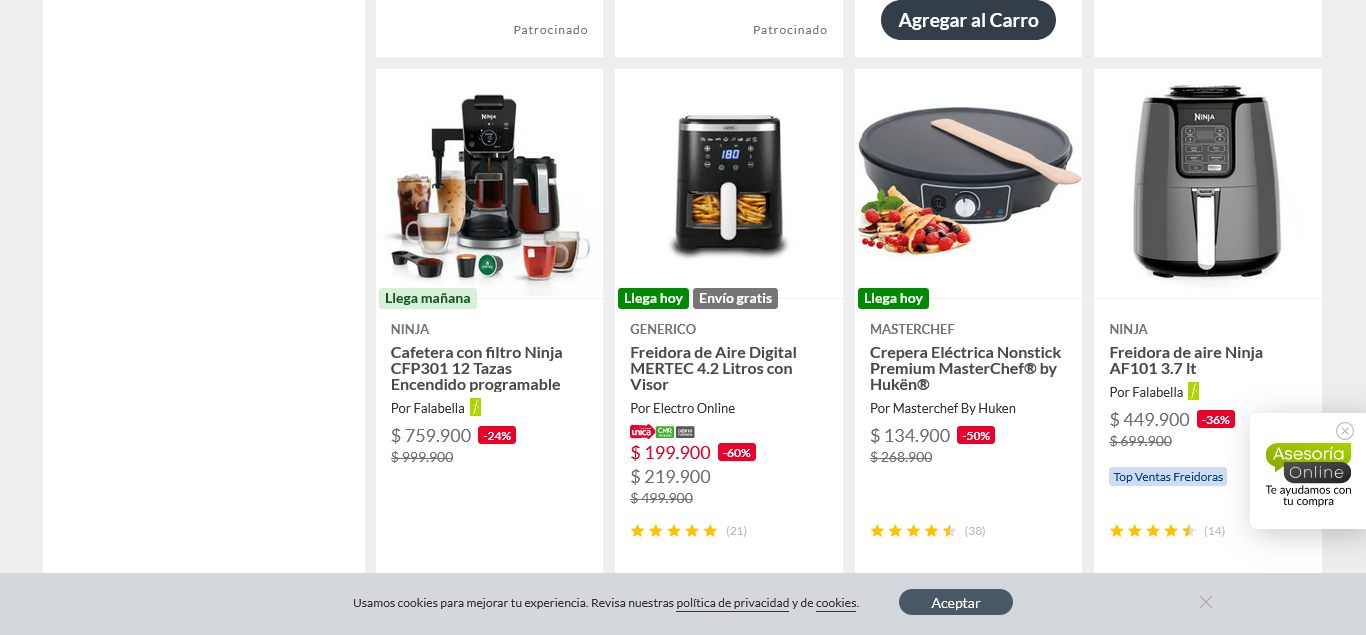 Patrocinado
Patrocinado
Agregar al Carro
NINJA
180
NINJA
Llega mañana
Llega hoy
Envío gratis
Llega hoy
NINJA
Cafetera con filtro Ninja
CFP301 12 Tazas
Encendido programable
Por Falabella
$ 759.900 -24%
$ 999.900
GENERICO
Freidora de Aire Digital
MERTEC 4.2 Litros con
Visor
Por Electro Online
única CMR
$ 199.900 -60%
$ 219.900
$ 499.900
(21)
MASTERCHEF
Crepera Eléctrica Nonstick
Premium MasterChef® by
Hukën®
Por Masterchef By Huken
$ 134.900 -50%
$ 268.900
(38)
NINJA
Freidora de aire Ninja
AF101 3.7 lt
Por Falabella
$ 449.900 -36%
$ 699.900
Top Ventas Freidoras
(14)
Asesoría
Online
Te ayudamos con
tu compra
Usamos cookies para mejorar tu experiencia. Revisa nuestras política de privacidad y de cookies.
Aceptar